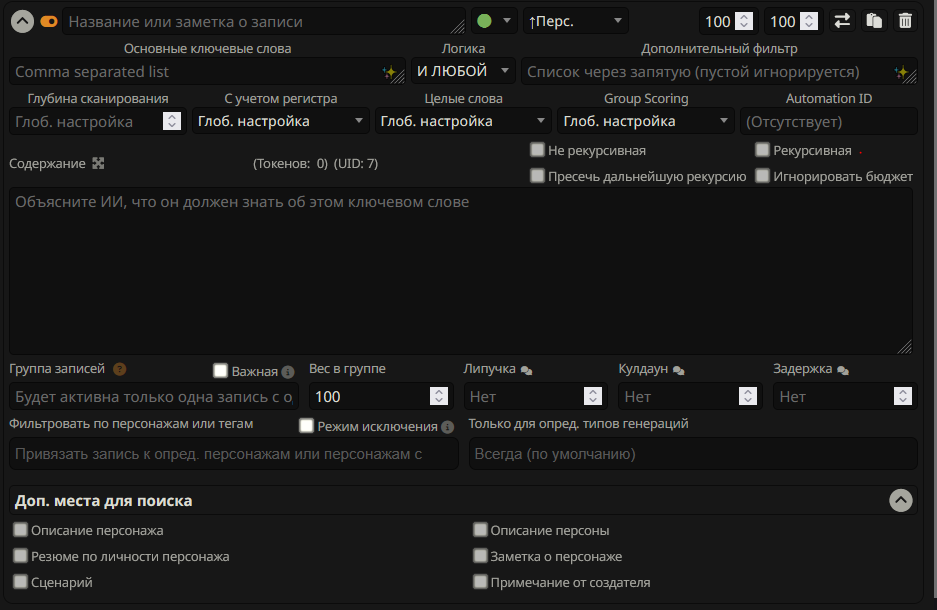 Название или заметка о записи ↑Перс. 100 100
Основные ключевые слова Логика Дополнительный фильтр
Comma separated list И ЛЮБОЙ Список через запятую (пустой игнорируется)
Глубина сканирования С учетом регистра Целые слова Group Scoring Automation ID
Глоб. настройка Глоб. настройка Глоб. настройка Глоб. настройка (Отсутствует)
Не рекурсивная Рекурсивная
Содержание (Токенов: 0) (UID: 7)
Пресечь дальнейшую рекурсию Игнорировать бюджет
Объясните ИИ, что он должен знать об этом ключевом слове
Группа записей ? Важная i Вес в группе Липучка Кулдаун Задержка
Будет активна только одна запись с о, 100 Нет Нет Нет
Фильтровать по персонажам или тегам Режим исключения i Только для опред. типов генераций
Привязать запись к опред. персонажам или персонажам с Всегда (по умолчанию)
Доп. места для поиска
Описание персонажа Описание персоны
Резюме по личности персонажа Заметка о персонаже
Сценарий Примечание от создателя